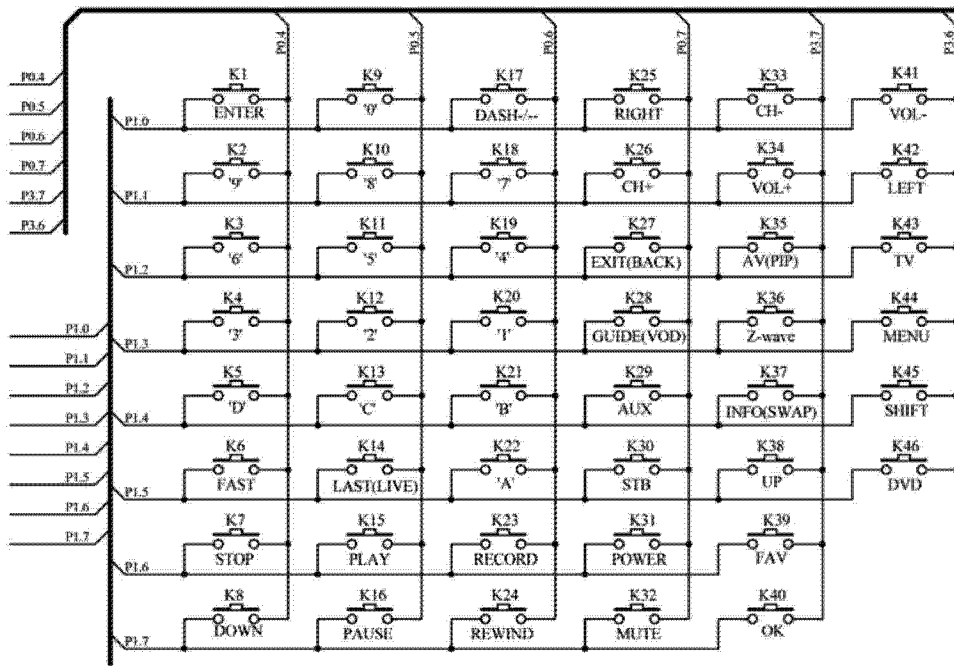 P0.4 P0.5 P0.6 P0.7 P3.7 P3.6
P0.4 K1 K9 K17 K25 K33 K41
P0.5 ENTER '0' DASH-/-- RIGHT CH- VOL-
P1.0
P0.6 K2 K10 K18 K26 K34 K42
P0.7 '9' '8' '7' CH+ VOL+ LEFT
P3.7 P1.1
P3.6 K3 K11 K19 K27 K35 K43
'6' '5' '4' EXIT(BACK) AV(PIP) TV
P1.2
K4 K12 K20 K28 K36 K44
P1.0 '3' '2' '1' GUIDE(VOD) Z-wave MENU
P1.1 P1.3
P1.2 K5 K13 K21 K29 K37 K45
'D' 'C' 'B' AUX INFO(SWAP) SHIFT
P1.3 P1.4
P1.4 K6 K14 K22 K30 K38 K46
P1.5 FAST LAST(LIVE) 'A' STB UP DVD
P1.5
P1.6 K7 K15 K23 K31 K39
P1.7 STOP PLAY RECORD POWER FAV
P1.6
K8 K16 K24 K32 K40
DOWN PAUSE REWIND MUTE OK
P1.7